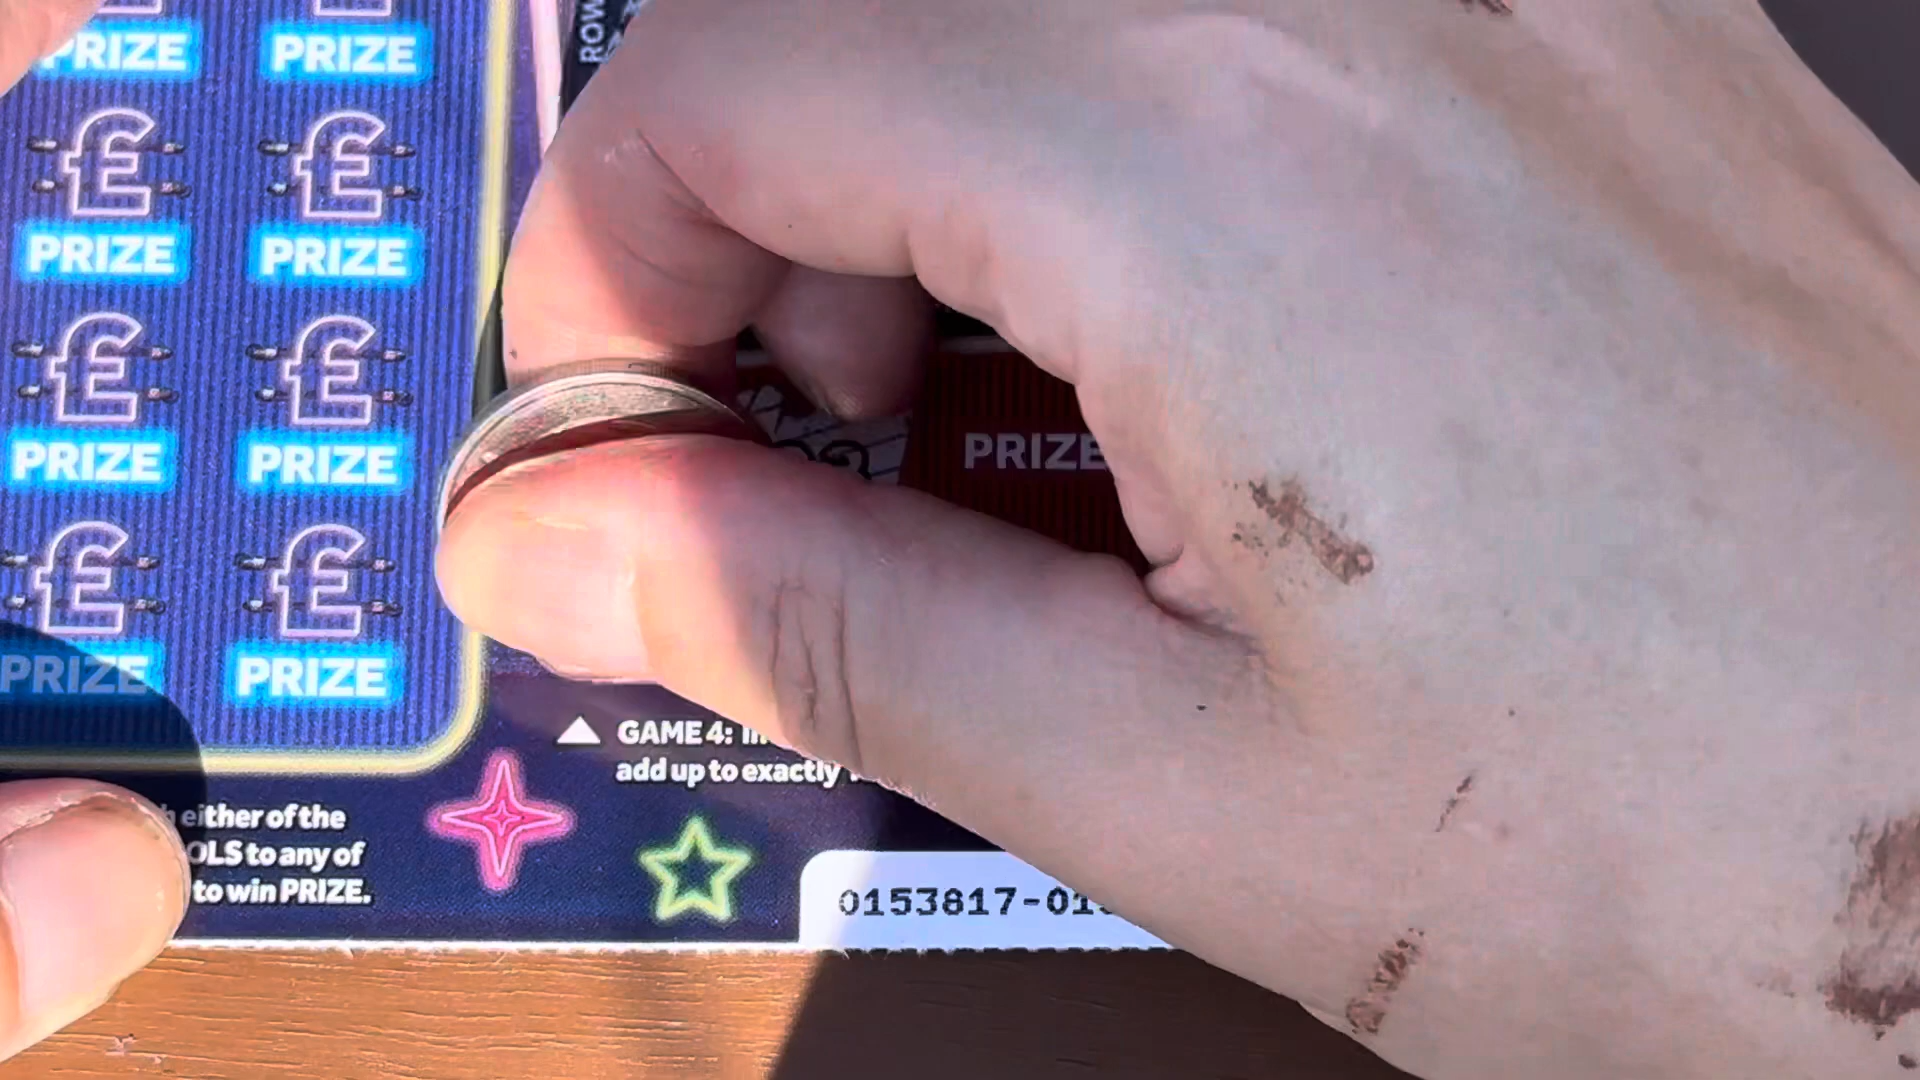 ROW
PRIZE PRIZE
£ £
PRIZE PRIZE
£ £
PRIZE PRIZE
£ £
PRIZE PRIZE
PRIZE
GAME 4:
add up to exactly
either of the
OLS to any of
to win PRIZE.
0153817-01